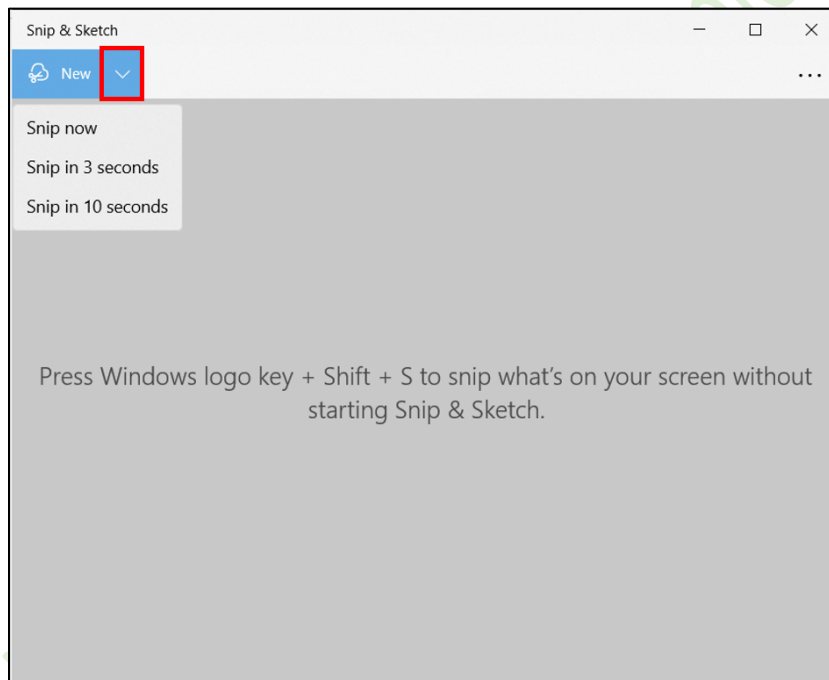 Snip & Sketch
New
Snip now
Snip in 3 seconds
Snip in 10 seconds
Press Windows logo key + Shift + S to snip what's on your screen without
starting Snip & Sketch.